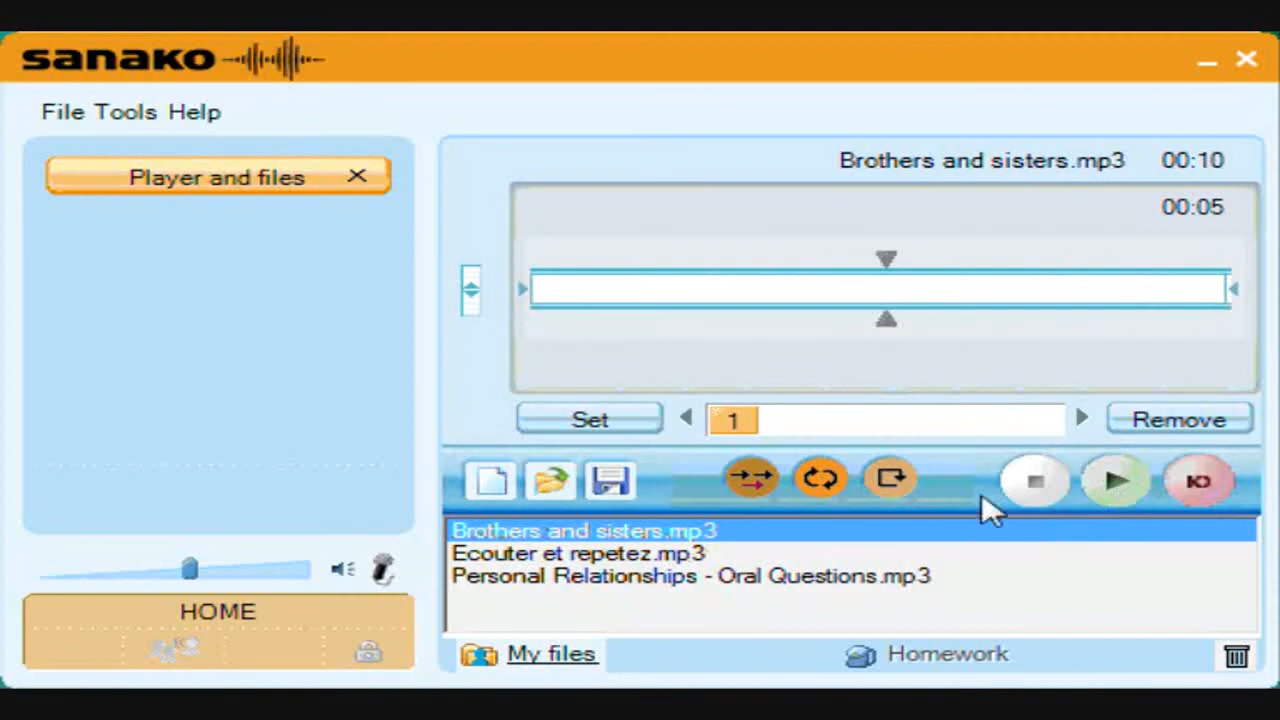 sanako
File Tools Help
Player and files
Brothers and sisters.mp3 00:10
00:05
Set 1 Remove
Brothers and sisters.mp3
Ecouter et repetez.mp3
Personal Relationships - Oral Questions.mp3
HOME
My files Homework